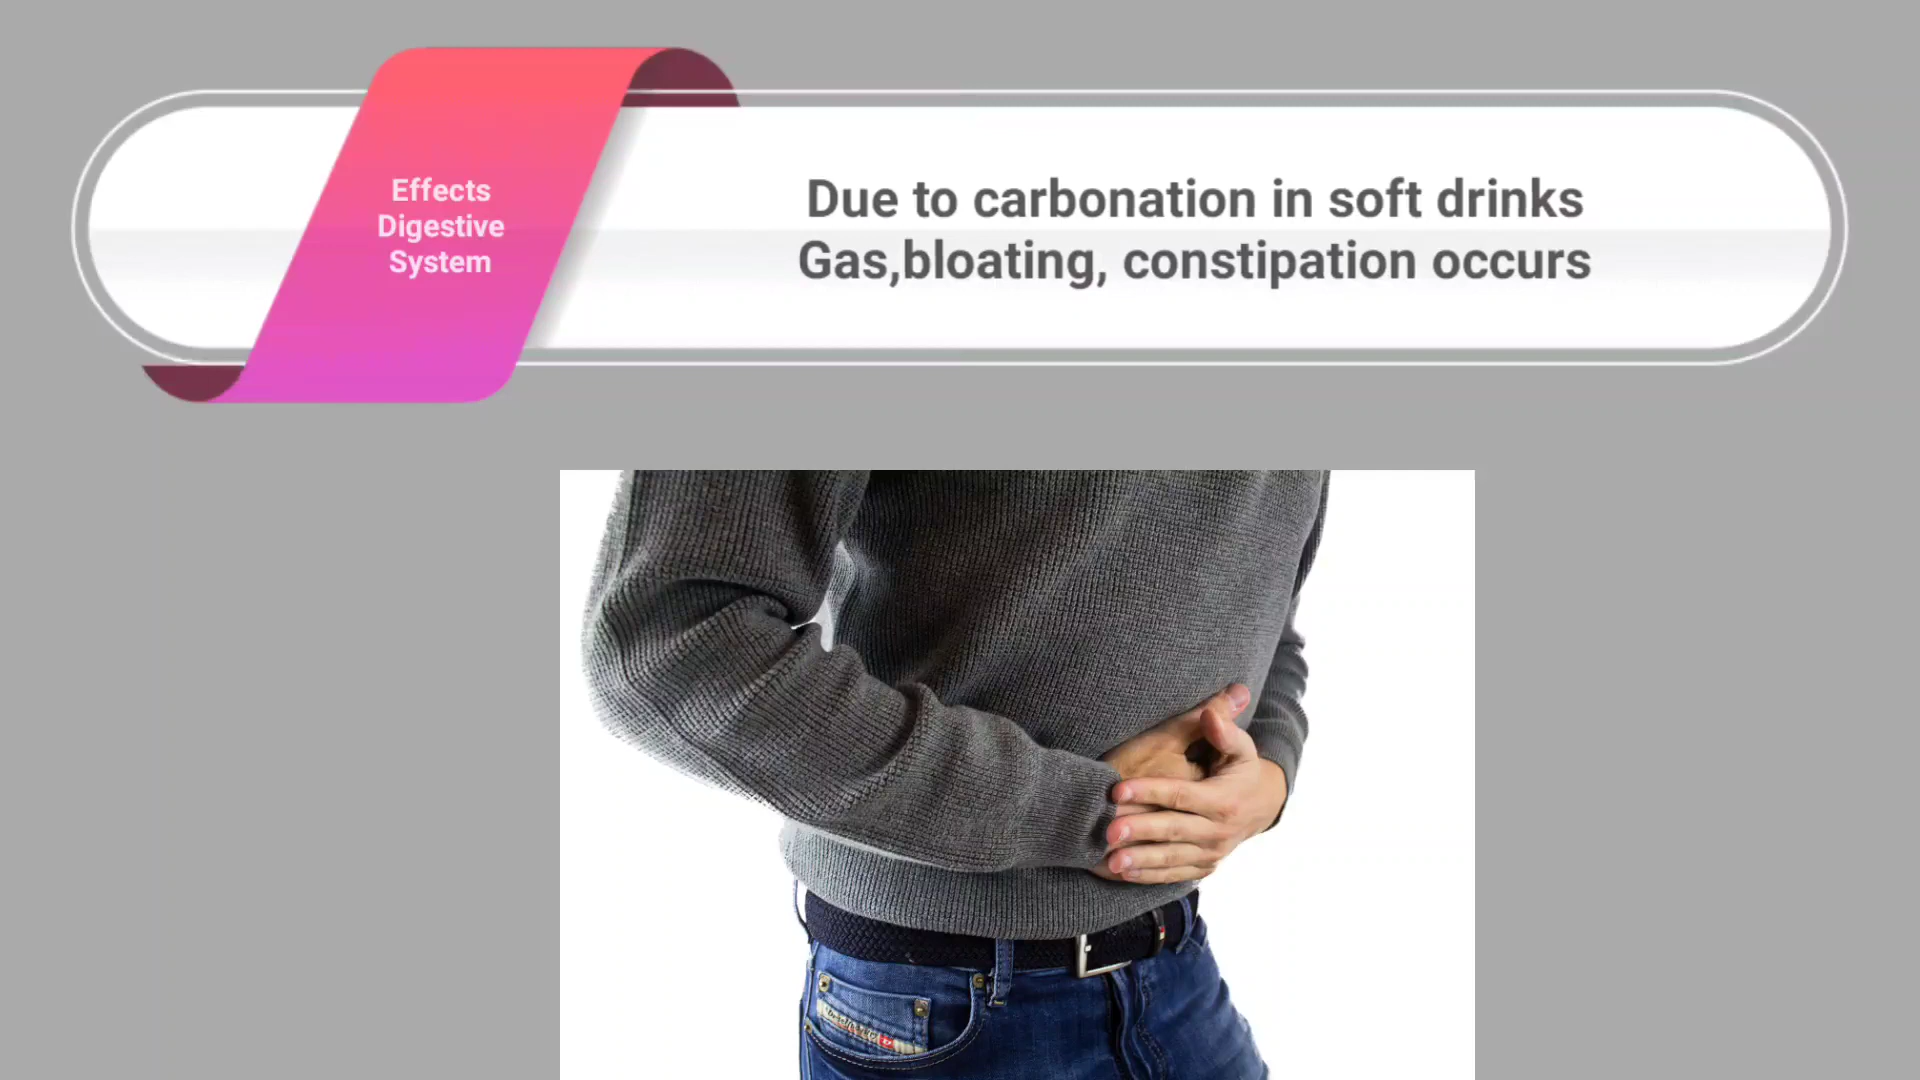 Effects
Digestive
System
Due to carbonation in soft drinks
Gas,bloating, constipation occurs